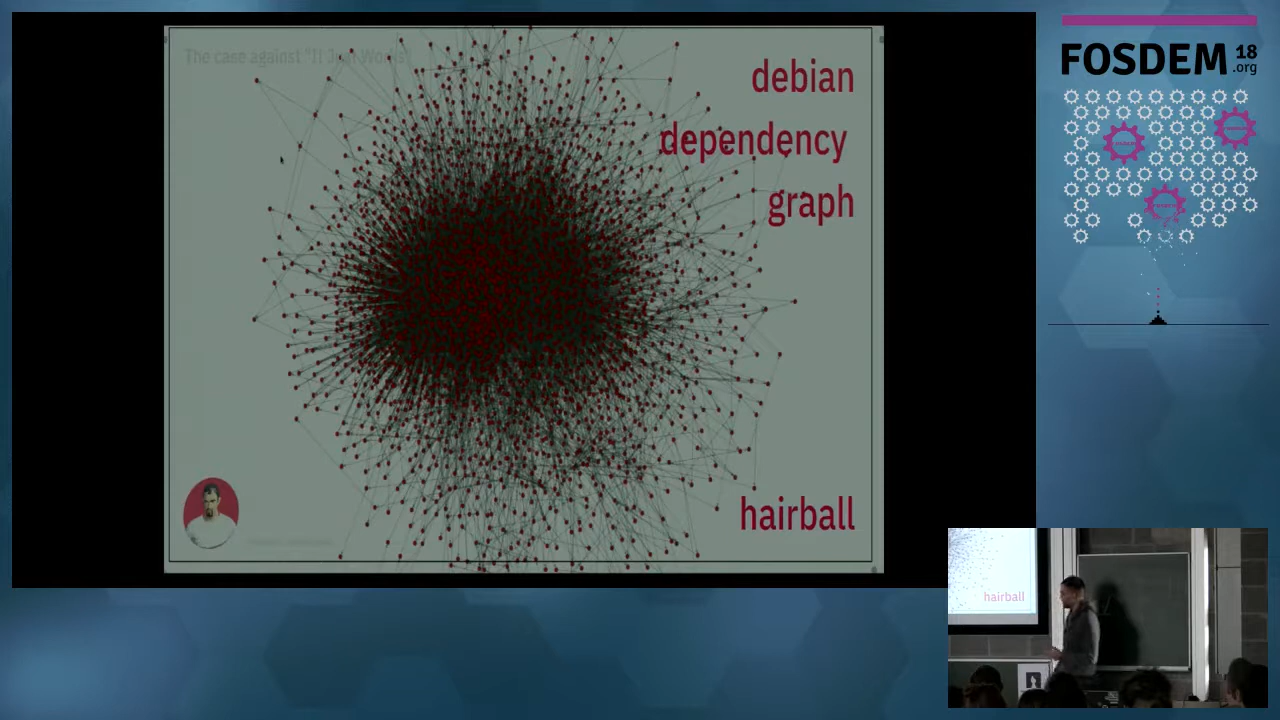 The case against "It Just Works"
debian
dependency
graph
hairball
FOSDEM 18
.org
hairball